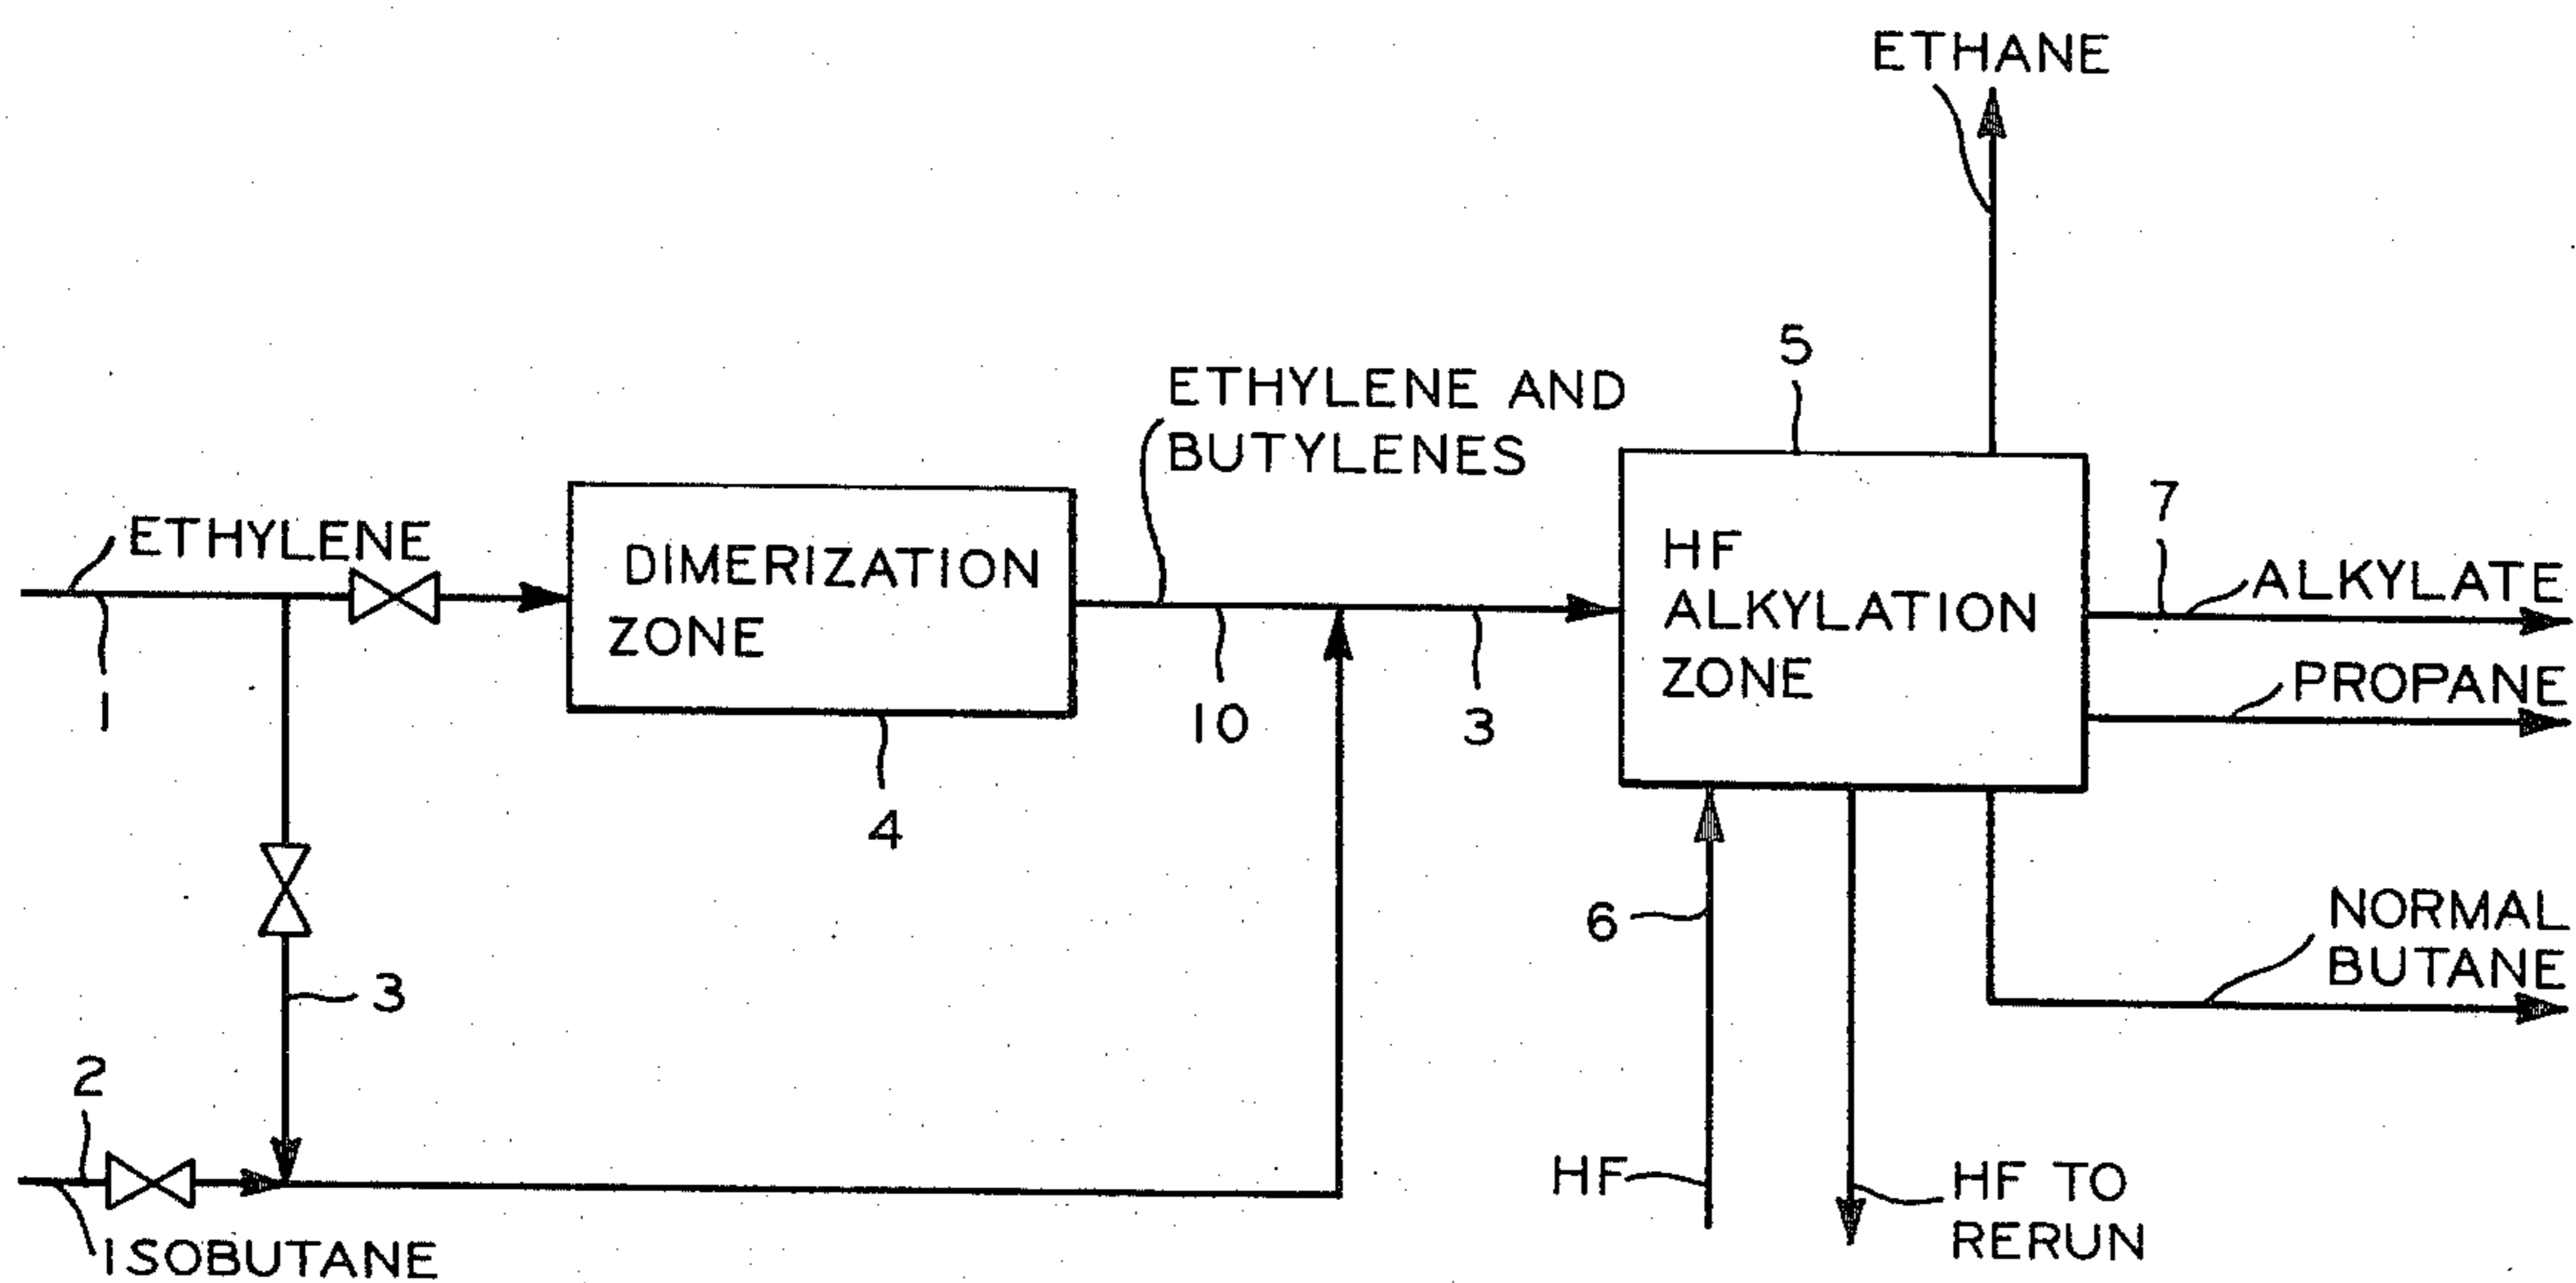 ETHANE
5
ETHYLENE AND
BUTYLENES
7
ETHYLENE
ALKYLATE
DIMERIZATION
ZONE
HF
ALKYLATION
ZONE
PROPANE
1
10
3
4
NORMAL
BUTANE
6
3
2
HF
HF TO
RERUN
ISOBUTANE